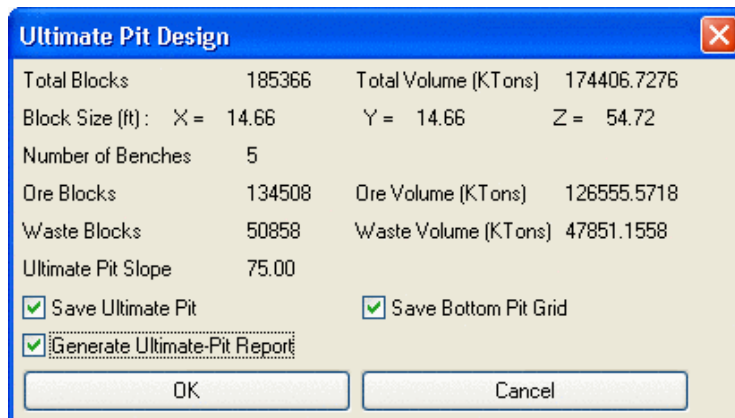 Ultimate Pit Design
Total Blocks 185366 Total Volume (KTons) 174406.7276
Block Size (ft) : X = 14.66 Y = 14.66 Z = 54.72
Number of Benches 5
Ore Blocks 134508 Ore Volume (KTons) 126555.5718
Waste Blocks 50858 Waste Volume (KTons) 47851.1558
Ultimate Pit Slope 75.00
Save Ultimate Pit Save Bottom Pit Grid
Generate Ultimate-Pit Report
OK Cancel